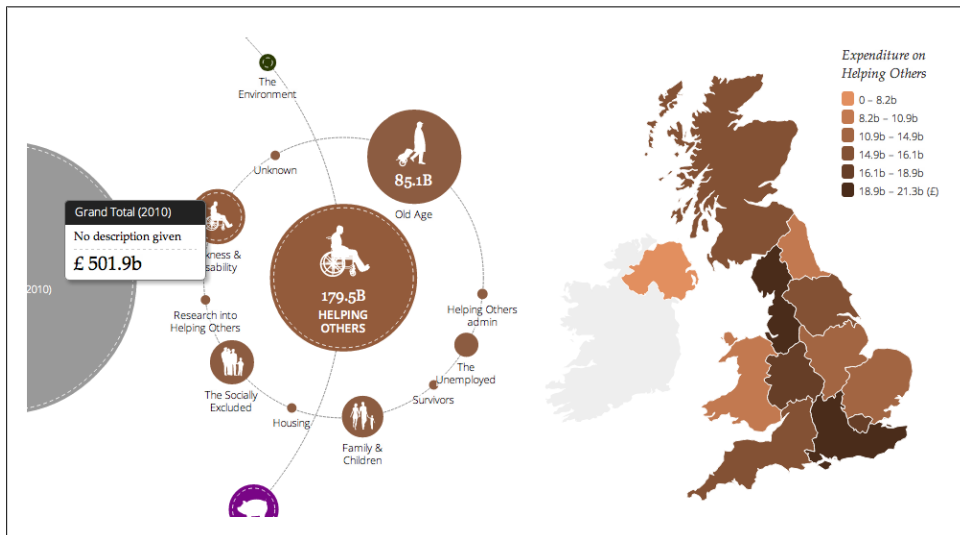 The
Environment
Unknown
85.1B
Old Age
Grand Total (2010)
No description given
£ 501.9b
kness &
sability
2010)
179.5B
HELPING
OTHERS
Research into
Helping Others
Helping Others
admin
The
Unemployed
Survivors
The Socially
Excluded
Housing
Family &
Children
Expenditure on
Helping Others
0 – 8.2b
8.2b – 10.9b
10.9b – 14.9b
14.9b – 16.1b
16.1b – 18.9b
18.9b – 21.3b (£)